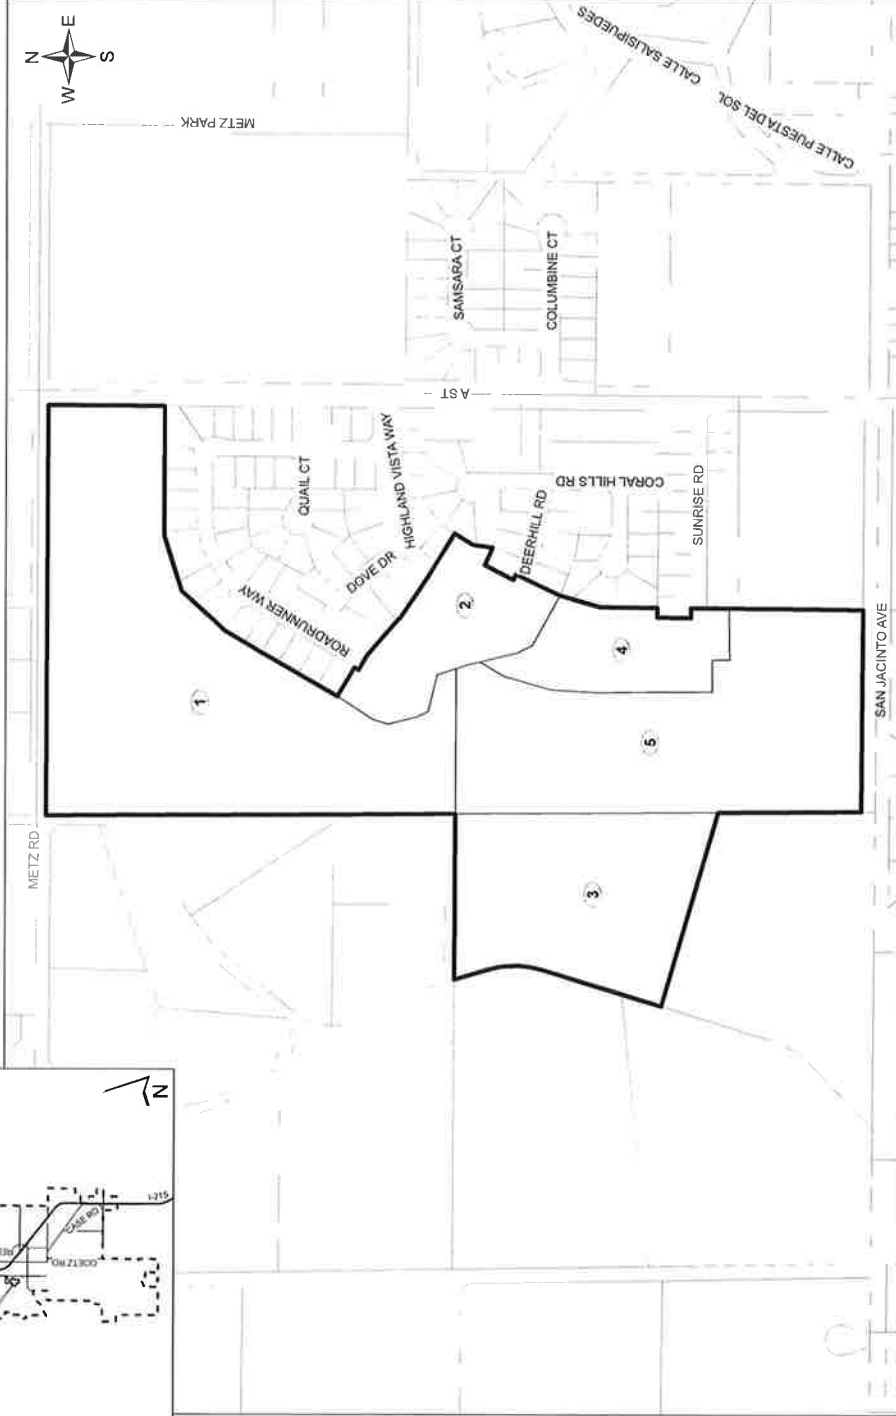 N
W E
S
METZ PARK
CALLE SALISIPUEDES
CALLE PUESTA DEL SOL
SAMSARA CT
COLUMBINE CT
A ST
METZ RD
QUAIL CT
HIGHLAND VISTA WAY
DOVE DR
ROADRUNNER WAY
DEERHILL RD
CORAL HILLS RD
SUNRISE RD
1
2
4
5
3
SAN JACINTO AVE
N
I-215
CASE RD
GOETZ RD